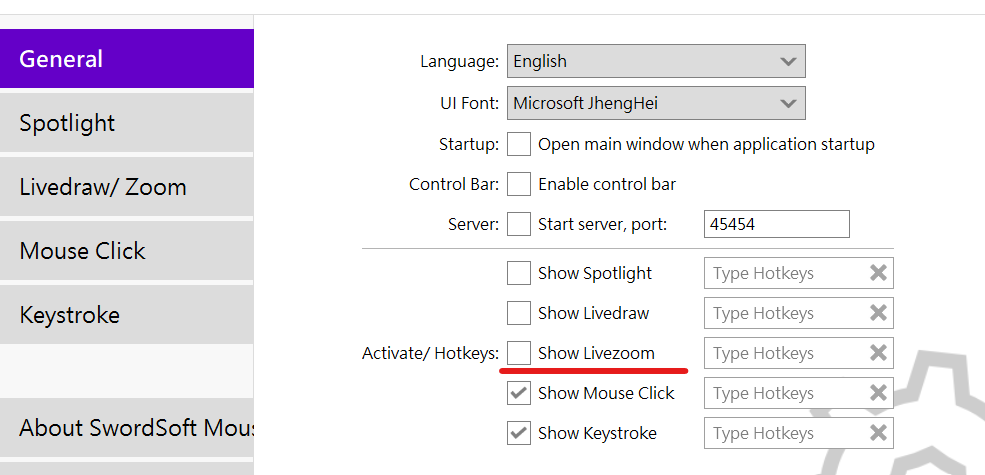 General
Spotlight
Livedraw/ Zoom
Mouse Click
Keystroke
About SwordSoft Mou
Language: English
UI Font: Microsoft JhengHei
Startup: Open main window when application startup
Control Bar: Enable control bar
Server: Start server, port: 45454
Show Spotlight Type Hotkeys
Show Livedraw Type Hotkeys
Activate/ Hotkeys: Show Livezoom Type Hotkeys
Show Mouse Click Type Hotkeys
Show Keystroke Type Hotkeys